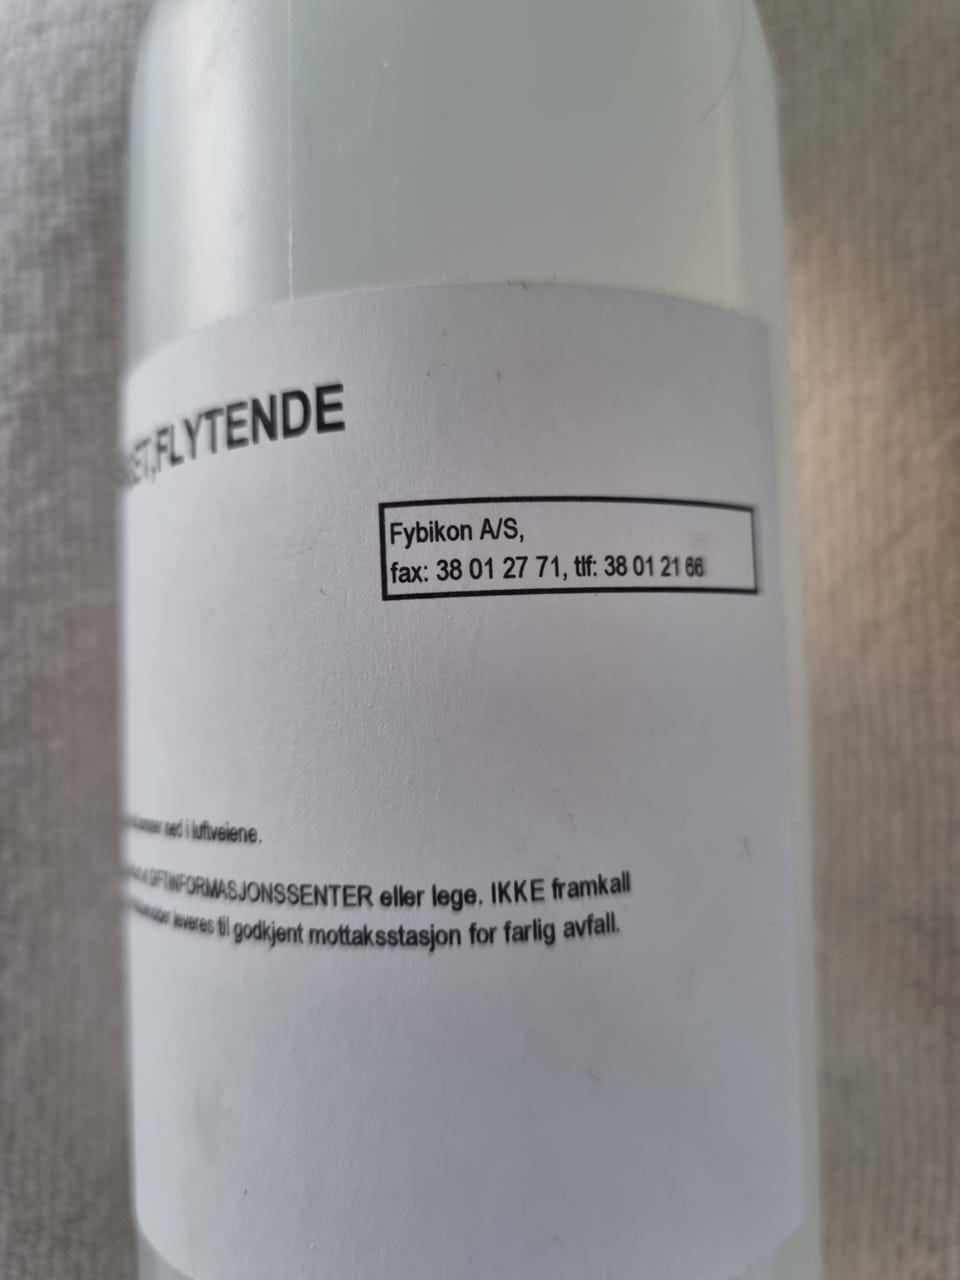 FLYTENDE
Fybikon A/S,
fax: 38 01 27 71, tlf: 38 01 21 66
ned i luftveiene.
GIFTINFORMASJONSSENTER eller lege. IKKE framkall
leveres til godkjent mottaksstasjon for farlig avfall.